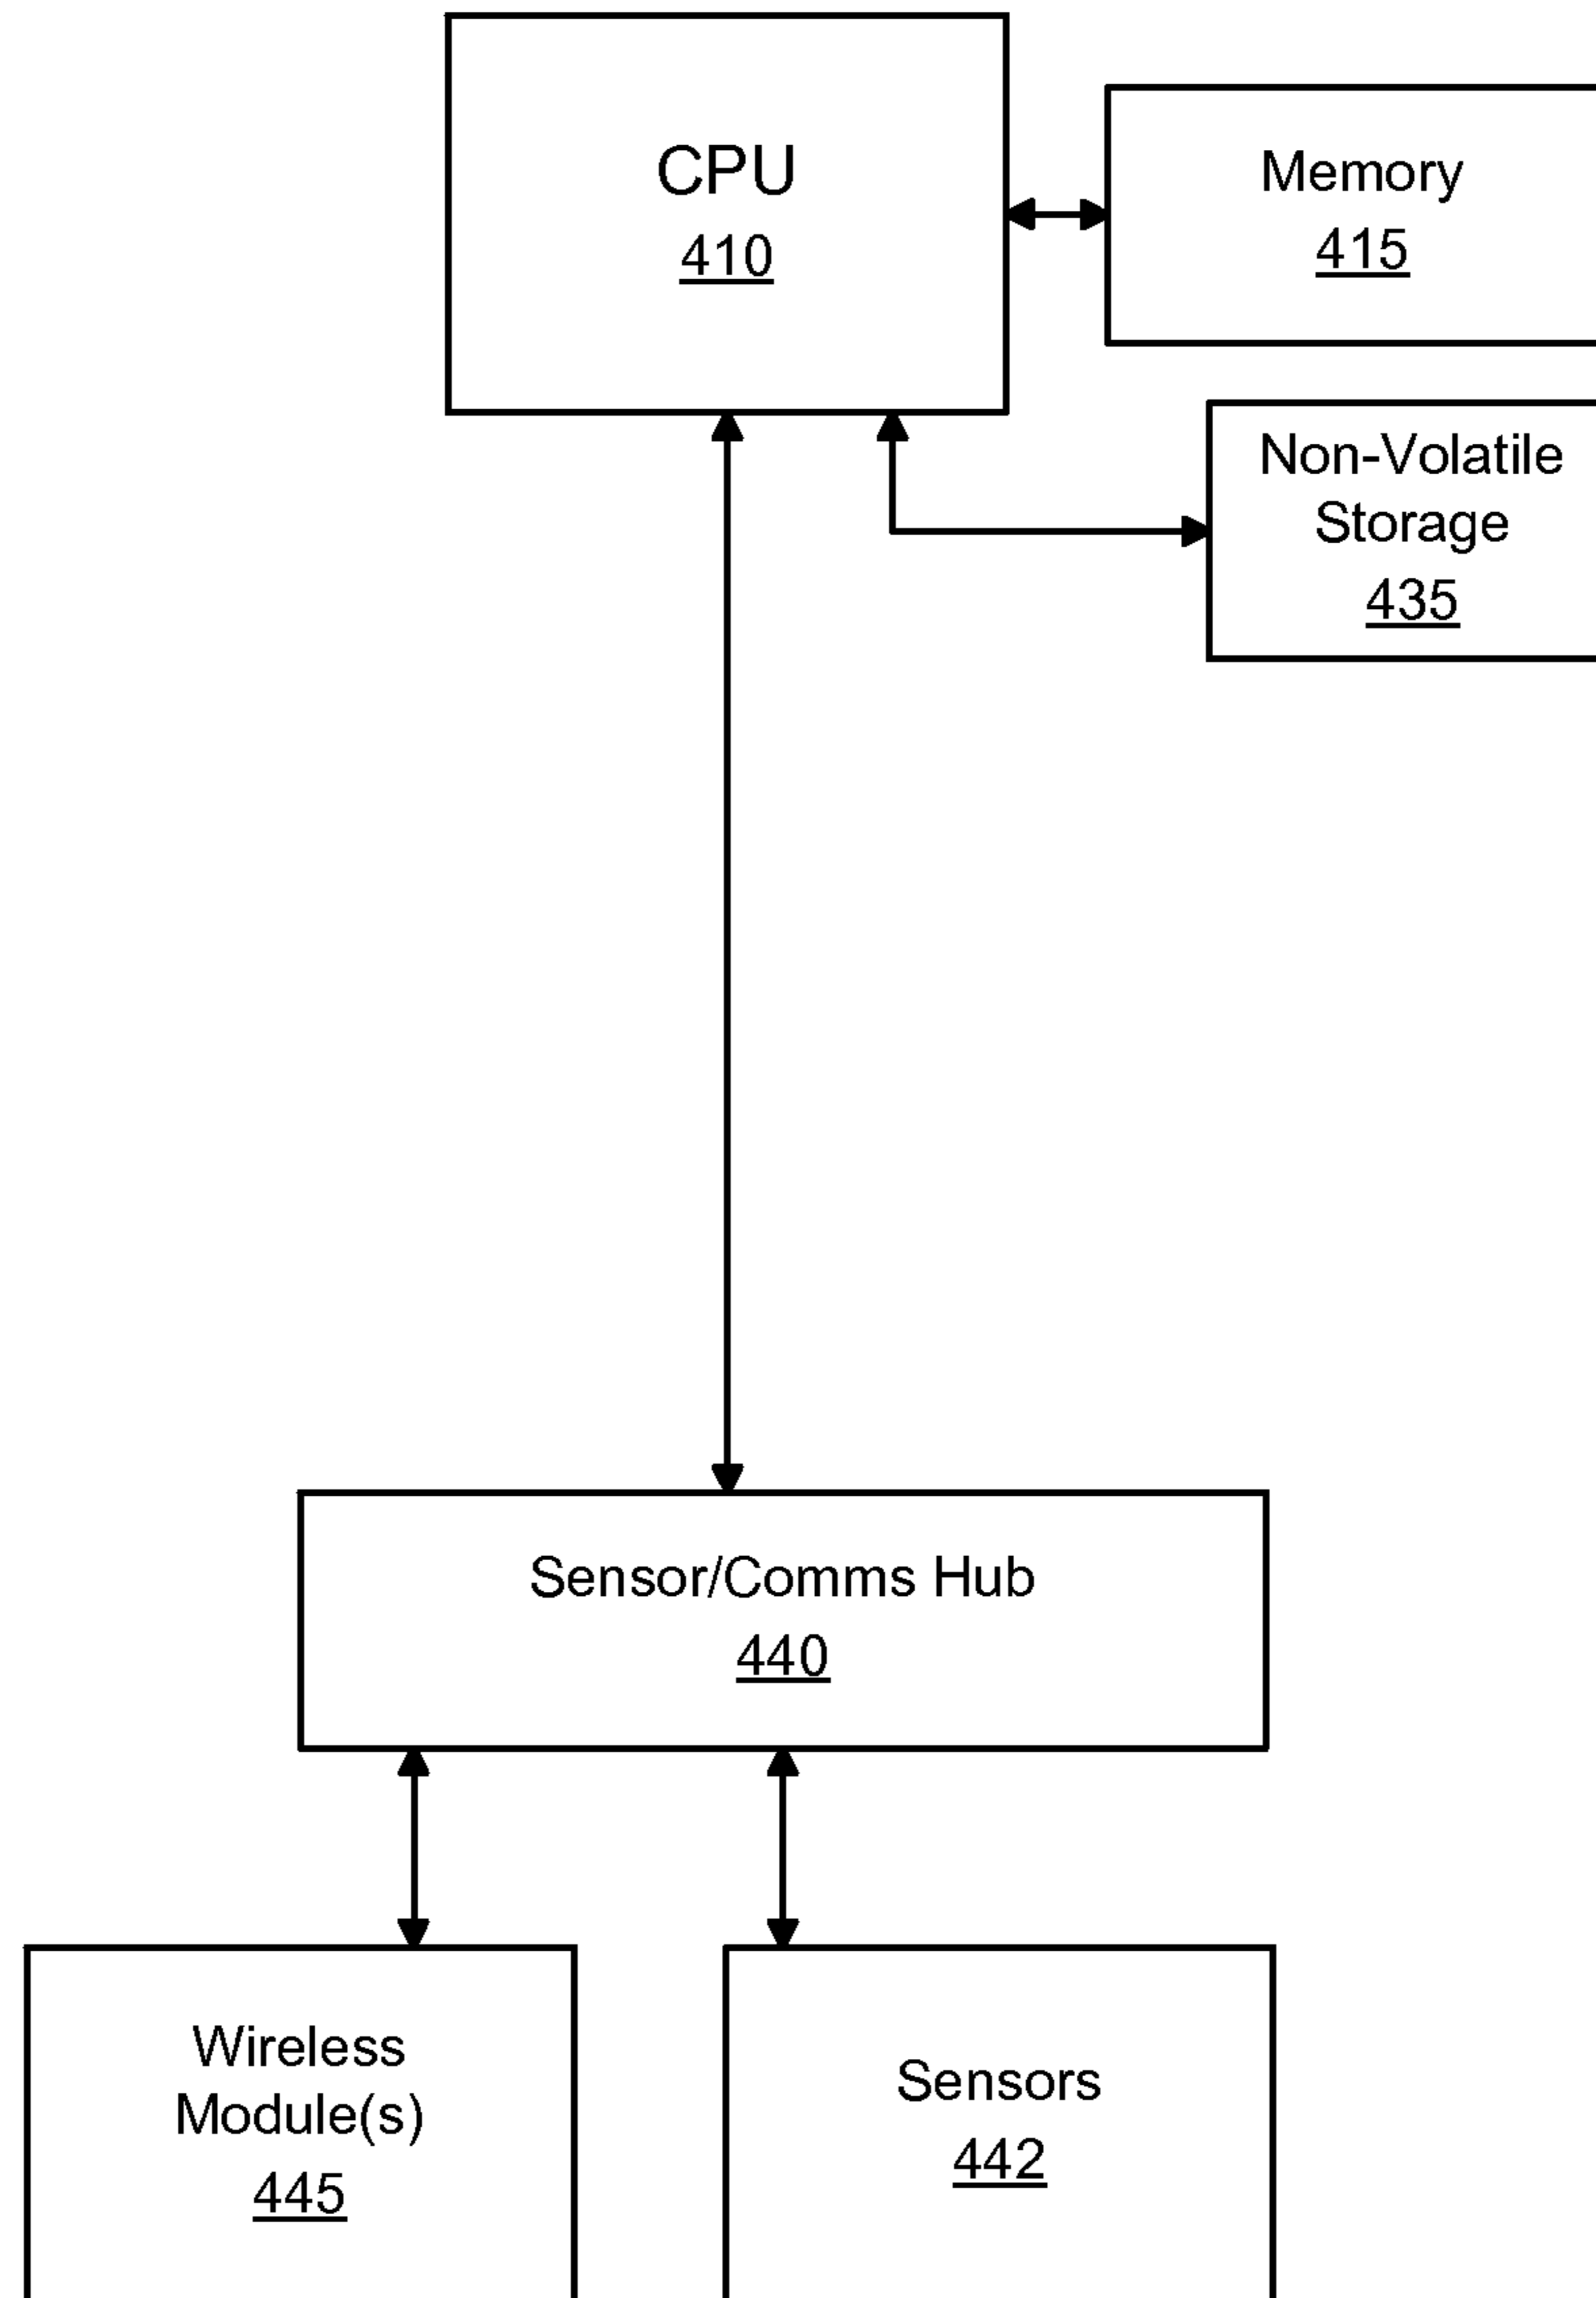 CPU
410
Memory
415
Non-Volatile
Storage
435
Sensor/Comms Hub
440
Wireless
Module(s)
445
Sensors
442